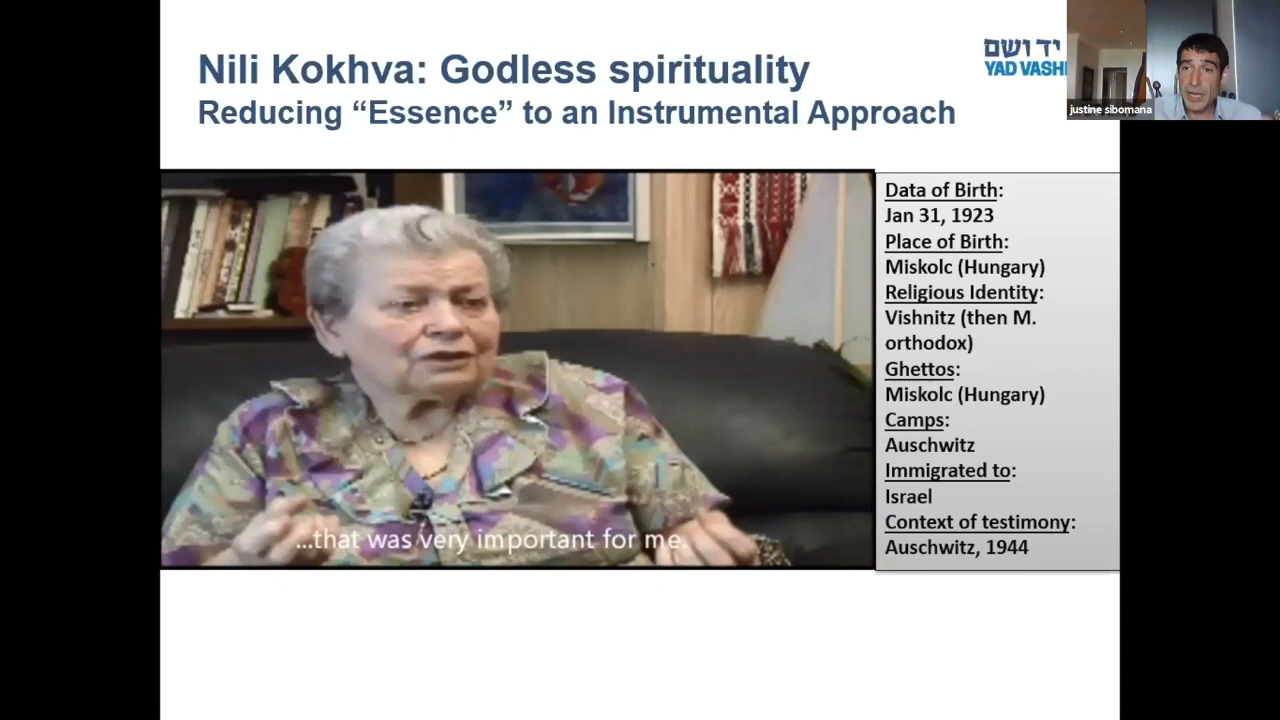 Nili Kokhva: Godless spirituality
Reducing “Essence” to an Instrumental Approach
יד ושם
YAD VASH
justine sibomana
Data of Birth:
Jan 31, 1923
Place of Birth:
Miskolc (Hungary)
Religious Identity:
Vishnitz (then M.
orthodox)
Ghettos:
Miskolc (Hungary)
Camps:
Auschwitz
Immigrated to:
Israel
Context of testimony:
Auschwitz, 1944
...that was very important for me.